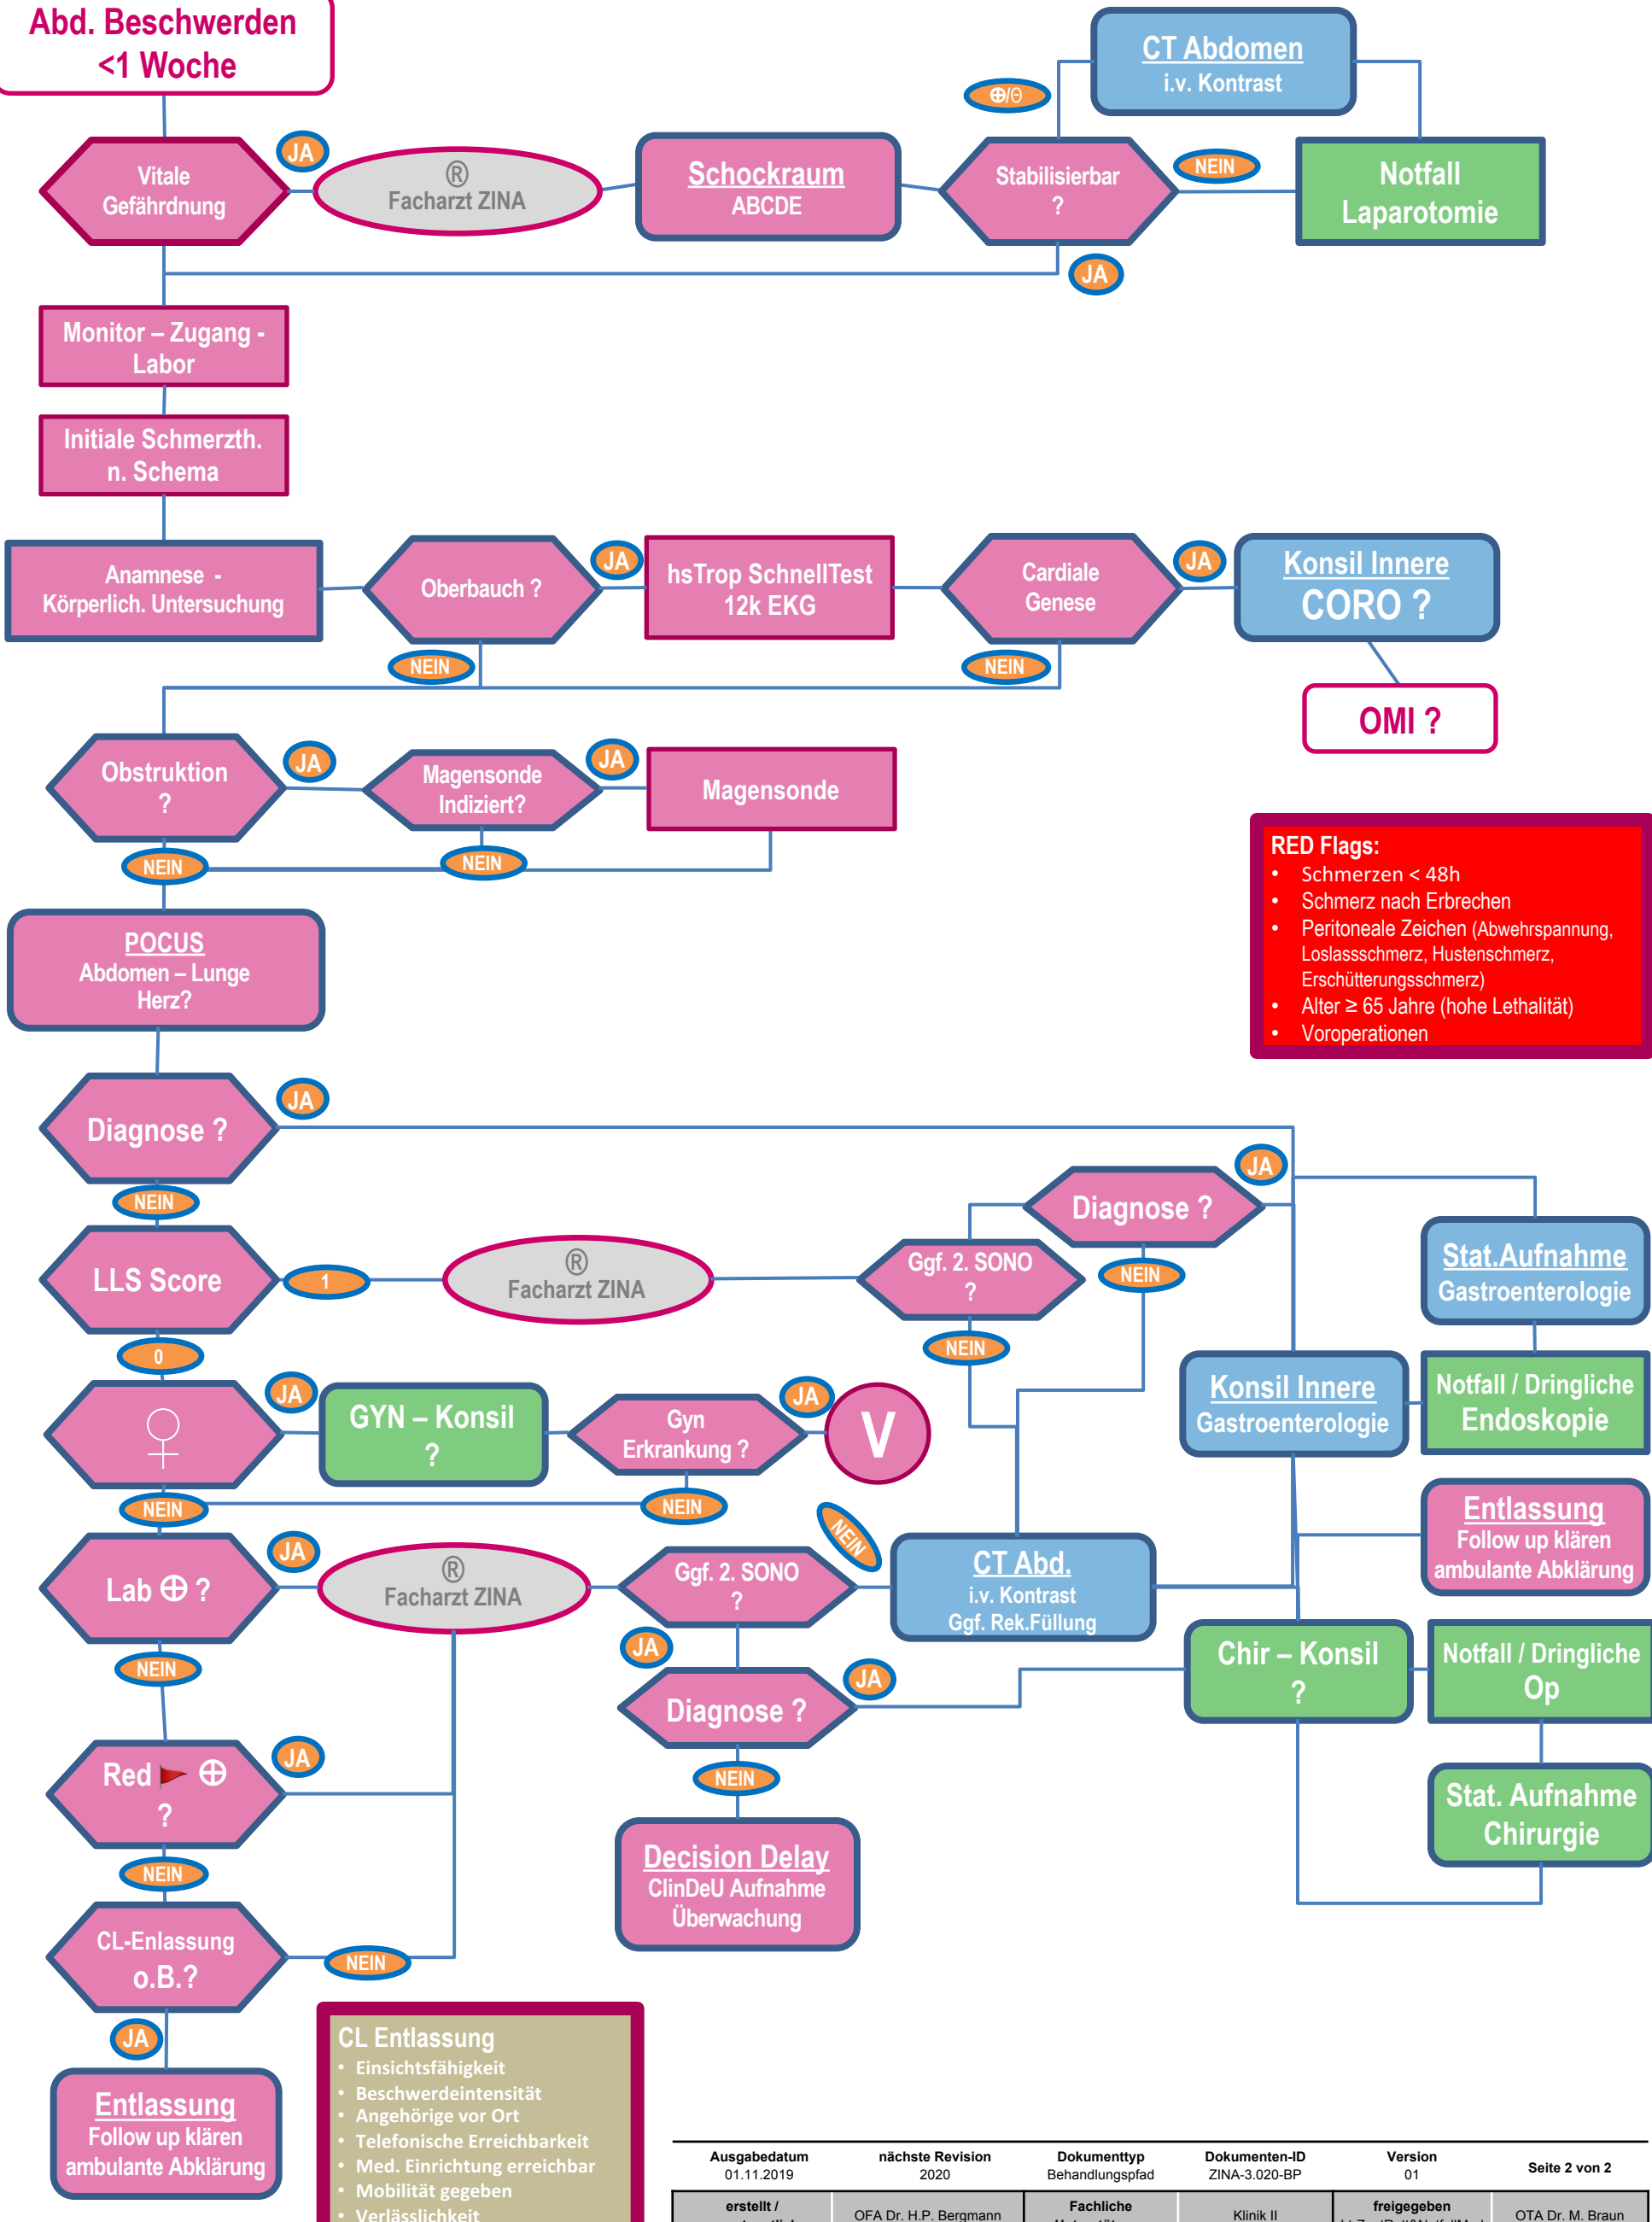 Abd. Beschwerden
<1 Woche
CT Abdomen
i.v. Kontrast
⊕/Θ
JA
Vitale
Gefährdnung
®
Facharzt ZINA
Schockraum
ABCDE
Stabilisierbar
?
NEIN
Notfall
Laparotomie
JA
Monitor – Zugang -
Labor
Initiale Schmerzth.
n. Schema
Anamnese -
Körperlich. Untersuchung
Oberbauch ?
JA
hsTrop SchnellTest
12k EKG
Cardiale
Genese
JA
Konsil Innere
CORO ?
NEIN
NEIN
OMI ?
Obstruktion
?
JA
Magensonde
Indiziert?
JA
Magensonde
NEIN
NEIN
RED Flags:
• Schmerzen < 48h
• Schmerz nach Erbrechen
• Peritoneale Zeichen (Abwehrspannung,
Loslassschmerz, Hustenschmerz,
Erschütterungsschmerz)
• Alter ≥ 65 Jahre (hohe Lethalität)
• Voroperationen
POCUS
Abdomen – Lunge
Herz?
Diagnose ?
JA
NEIN
Diagnose ?
JA
NEIN
LLS Score
1
®
Facharzt ZINA
Ggf. 2. SONO
?
NEIN
Stat.Aufnahme
Gastroenterologie
0
♀
JA
GYN – Konsil
?
Gyn
Erkrankung ?
JA
V
Konsil Innere
Gastroenterologie
Notfall / Dringliche
Endoskopie
NEIN
NEIN
NEIN
Lab ⊕ ?
JA
®
Facharzt ZINA
Ggf. 2. SONO
?
CT Abd.
i.v. Kontrast
Ggf. Rek.Füllung
Entlassung
Follow up klären
ambulante Abklärung
NEIN
JA
Diagnose ?
JA
Chir – Konsil
?
Notfall / Dringliche
Op
Red ⊕
?
JA
NEIN
NEIN
Decision Delay
ClinDeU Aufnahme
Überwachung
Stat. Aufnahme
Chirurgie
CL-Enlassung
o.B.?
NEIN
JA
Entlassung
Follow up klären
ambulante Abklärung
CL Entlassung
• Einsichtsfähigkeit
• Beschwerdeintensität
• Angehörige vor Ort
• Telefonische Erreichbarkeit
• Med. Einrichtung erreichbar
• Mobilität gegeben
• Verlässlichkeit
Ausgabedatum nächste Revision Dokumenttyp Dokumenten-ID Version Seite 2 von 2
01.11.2019 2020 Behandlungspfad ZINA-3.020-BP 01
erstellt / OFA Dr. H.P. Bergmann Fachliche Klinik II freigegeben OTA Dr. M. Braun